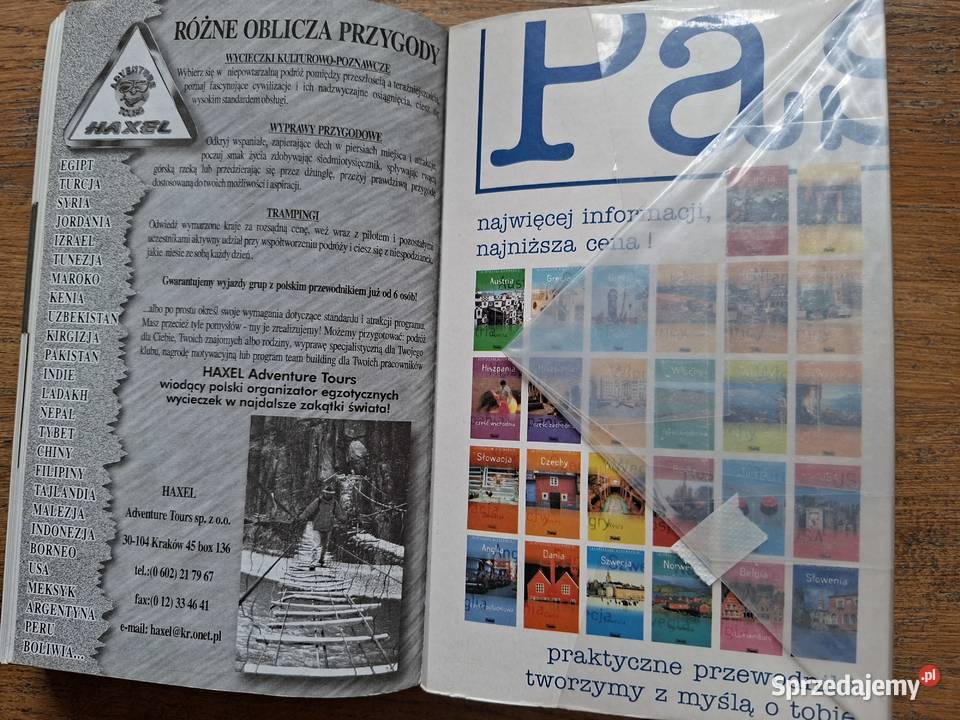 RÓŻNE OBLICZA PRZYGODY
WYCIECZKI KULTUROWO-POZNAWCZE
Wybierz się w niepowtarzalną podróż pomiędzy przeszłością a teraźniejszością,
poznaj fascynujące cywilizacje i ich nadzwyczajne osiągnięcia, ciesz się
wysokim standardem obsługi.
WYPRAWY PRZYGODOWE
Odkryj wspaniałe, zapierające dech w piersiach miejsca i atrakcje,
poczuj smak życia zdobywając siedmiotysięcznik, spływając rwącą
górską rzeką lub przedzierając się przez dżunglę, przeżyj prawdziwą przygodę
dostosowaną do twoich możliwości i aspiracji.
TRAMPINGI
Odwiedź wymarzone kraje za rozsądną cenę, weź wraz z pilotem i pozostałymi
uczestnikami aktywny udział przy współtworzeniu podróży i ciesz się z niespodzianek,
jakie niesie ze sobą każdy dzień.
Gwarantujemy wyjazdy grup z polskim przewodnikiem już od 6 osób!
...albo po prostu określ swoje wymagania dotyczące standardu i atrakcji programu.
Masz przecież tyle pomysłów - my je zrealizujemy! Możemy przygotować: podróż
dla Ciebie, Twoich znajomych albo rodziny, wyprawę specjalistyczną dla Twojego
klubu, nagrodę motywacyjną lub program team building dla Twoich pracowników
HAXEL Adventure Tours
wiodący polski organizator egzotycznych
wycieczek w najdalsze zakątki świata!
HAXEL
Adventure Tours sp. z o.o.
30-104 Kraków 45 box 136
tel.:(0 602) 21 79 67
fax:(0 12) 33 46 41
e-mail: haxel@kr.onet.pl
ADVENTURE
TOURS
HAXEL
EGIPT
TURCJA
SYRIA
JORDANIA
IZRAEL
TUNEZJA
MAROKO
KENIA
UZBEKISTAN
KIRGIZJA
PAKISTAN
INDIE
LADAKH
NEPAL
TYBET
CHINY
FILIPINY
TAJLANDIA
MALEZJA
INDONEZJA
BORNEO
USA
MEKSYK
ARGENTYNA
PERU
BOLIWIA...
Pas
najwięcej informacji,
najniższa cena !
Austria
Hiszpania
część wschodnia
Hiszpania
część zachodnia
Słowacja
Czechy
Anglia
południowa
Dania
Szwecja
Norwegia
Belgia
Słowenia
praktyczne przewodniki
tworzymy z myślą o tobie
Sprzedajemy.pl